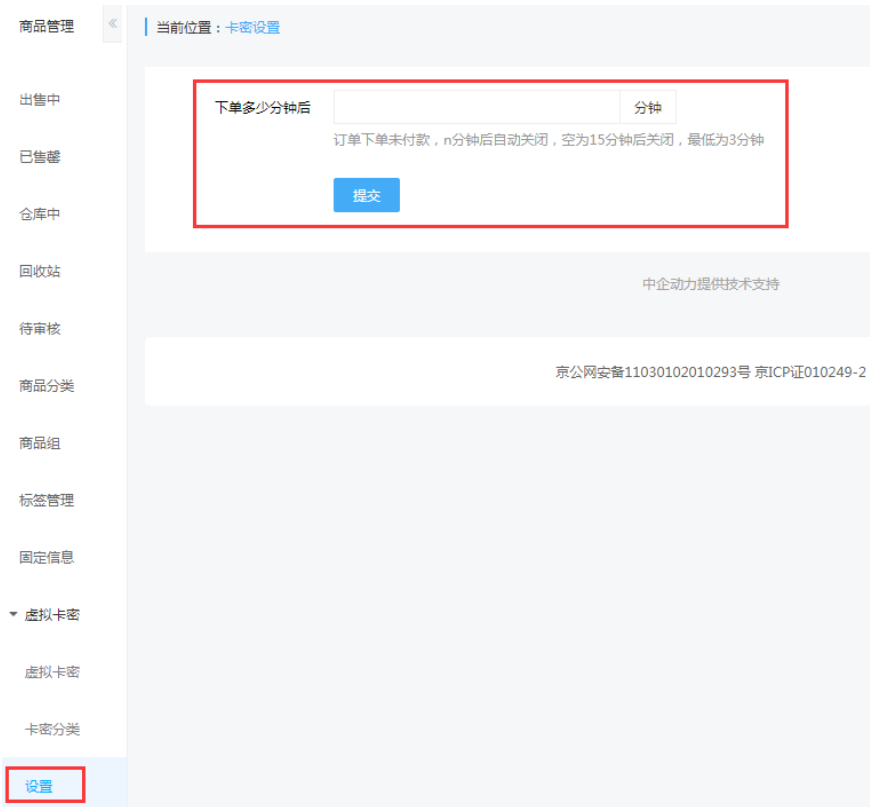 商品管理
«
当前位置：卡密设置
出售中
已售罄
仓库中
回收站
待审核
商品分类
商品组
标签管理
固定信息
虚拟卡密
虚拟卡密
卡密分类
设置
下单多少分钟后
分钟
订单下单未付款，n分钟后自动关闭，空为15分钟后关闭，最低为3分钟
提交
中企动力提供技术支持
京公网安备11030102010293号 京ICP证010249-2